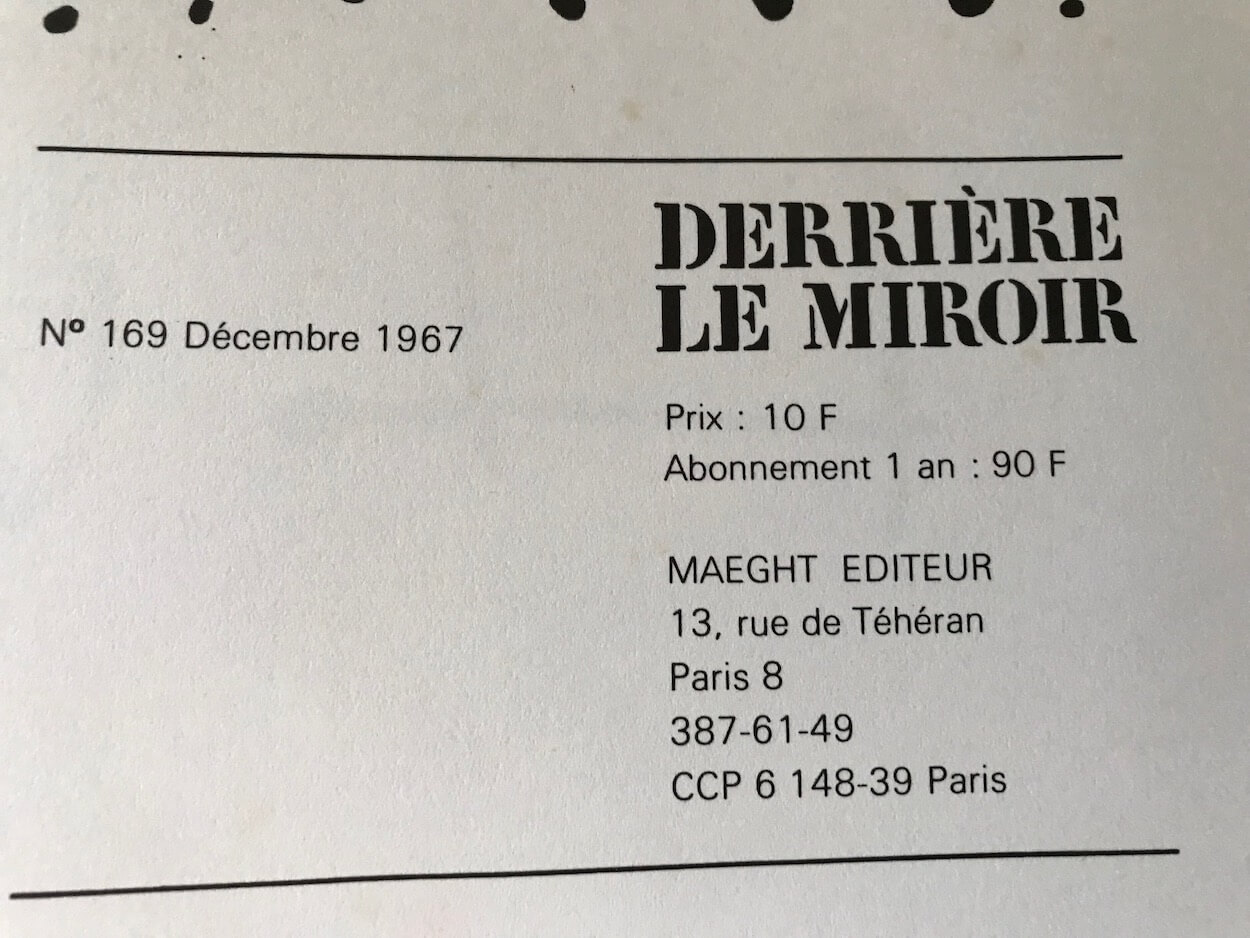 DERRIÈRE
LE MIROIR
Nº 169 Décembre 1967
Prix : 10 F
Abonnement 1 an : 90 F
MAEGHT EDITEUR
13, rue de Téhéran
Paris 8
387-61-49
CCP 6 148-39 Paris